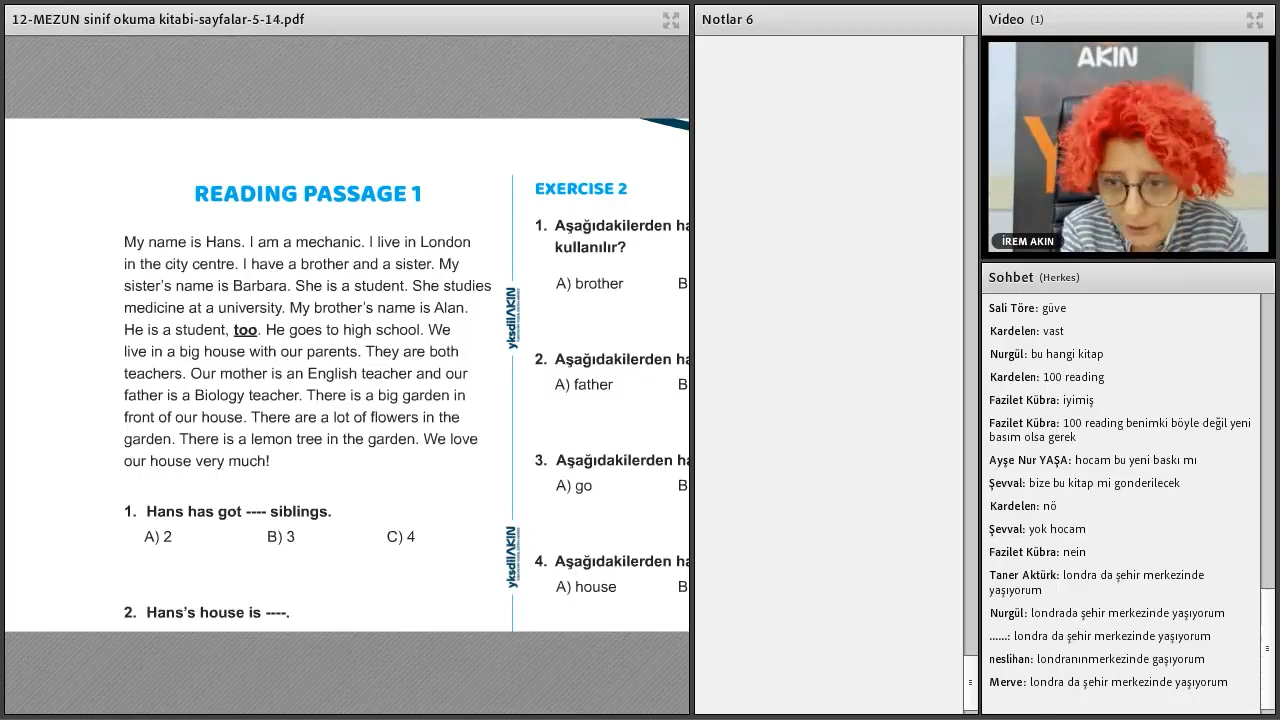 12-MEZUN sinif okuma kitabi-sayfalar-5-14.pdf
READING PASSAGE 1
My name is Hans. I am a mechanic. I live in London
in the city centre. I have a brother and a sister. My
sister's name is Barbara. She is a student. She studies
medicine at a university. My brother's name is Alan.
He is a student, too. He goes to high school. We
live in a big house with our parents. They are both
teachers. Our mother is an English teacher and our
father is a Biology teacher. There is a big garden in
front of our house. There are a lot of flowers in the
garden. There is a lemon tree in the garden. We love
our house very much!
1. Hans has got ---- siblings.
A) 2 B) 3 C) 4
2. Hans's house is ----.
yksdilAKIN
yksdilAKIN
EXERCISE 2
1. Aşağıdakilerden ha
kullanılır?
A) brother B
2. Aşağıdakilerden ha
A) father B
3. Aşağıdakilerden ha
A) go B
4. Aşağıdakilerden ha
A) house B
Notlar 6
Video (1)
AKIN
Y
İREM AKIN
Sohbet (Herkes)
Sali Töre: güve
Kardelen: vast
Nurgül: bu hangi kitap
Kardelen: 100 reading
Fazilet Kübra: iyimiş
Fazilet Kübra: 100 reading benimki böyle değil yeni
basım olsa gerek
Ayşe Nur YAŞA: hocam bu yeni baskı mı
Şevval: bize bu kitap mi gonderilecek
Kardelen: nö
Şevval: yok hocam
Fazilet Kübra: nein
Taner Aktürk: londra da şehir merkezinde
yaşıyorum
Nurgül: londrada şehir merkezinde yaşıyorum
......: londra da şehir merkezinde yaşıyorum
neslihan: londranınmerkezinde gaşıyorum
Merve: londra da şehir merkezinde yaşıyorum